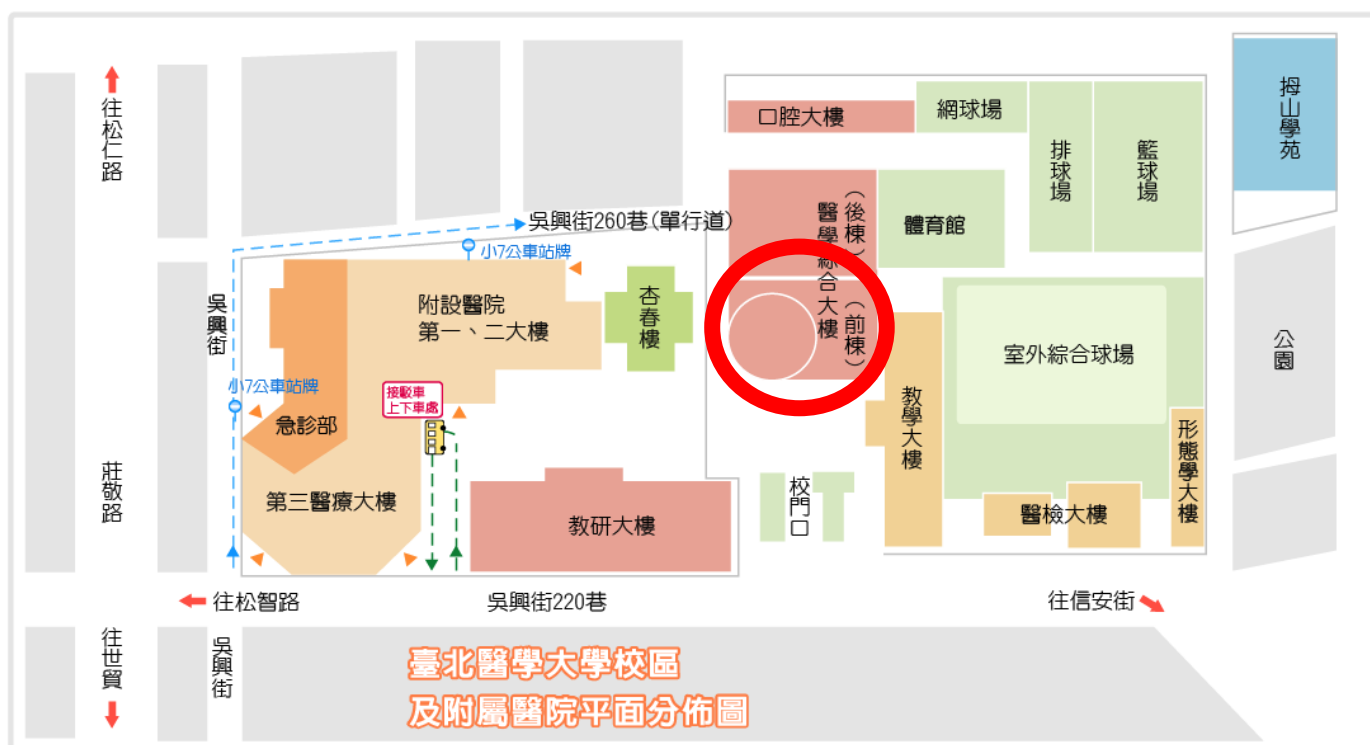 往松仁路
口腔大樓
網球場
排球場
籃球場
拇山學苑
醫學綜合大樓
（後棟）
（前棟）
體育館
吳興街260巷(單行道)
小7公車站牌
吳興街
附設醫院
第一、二大樓
杏春樓
室外綜合球場
公園
小7公車站牌
接駁車
上下車處
急診部
教學大樓
形態學大樓
莊敬路
第三醫療大樓
教研大樓
校門口
醫檢大樓
往松智路
吳興街220巷
往信安街
往世貿
吳興街
臺北醫學大學校區
及附屬醫院平面分佈圖